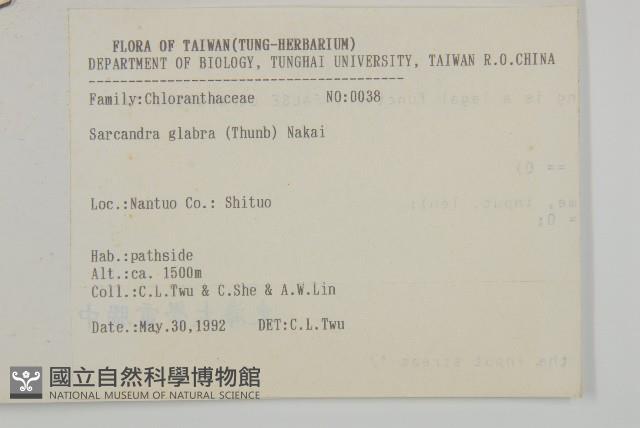 FLORA OF TAIWAN(TUNG-HERBARIUM)
DEPARTMENT OF BIOLOGY, TUNGHAI UNIVERSITY, TAIWAN R.O.CHINA
----------------------------------------
Family:Chloranthaceae NO:0038
Sarcandra glabra (Thunb) Nakai
Loc.:Nantuo Co.: Shituo
Hab.:pathside
Alt.:ca. 1500m
Coll.:C.L.Twu & C.She & A.W.Lin
Date.:May.30,1992 DET:C.L.Twu
國立自然科學博物館
NATIONAL MUSEUM OF NATURAL SCIENCE